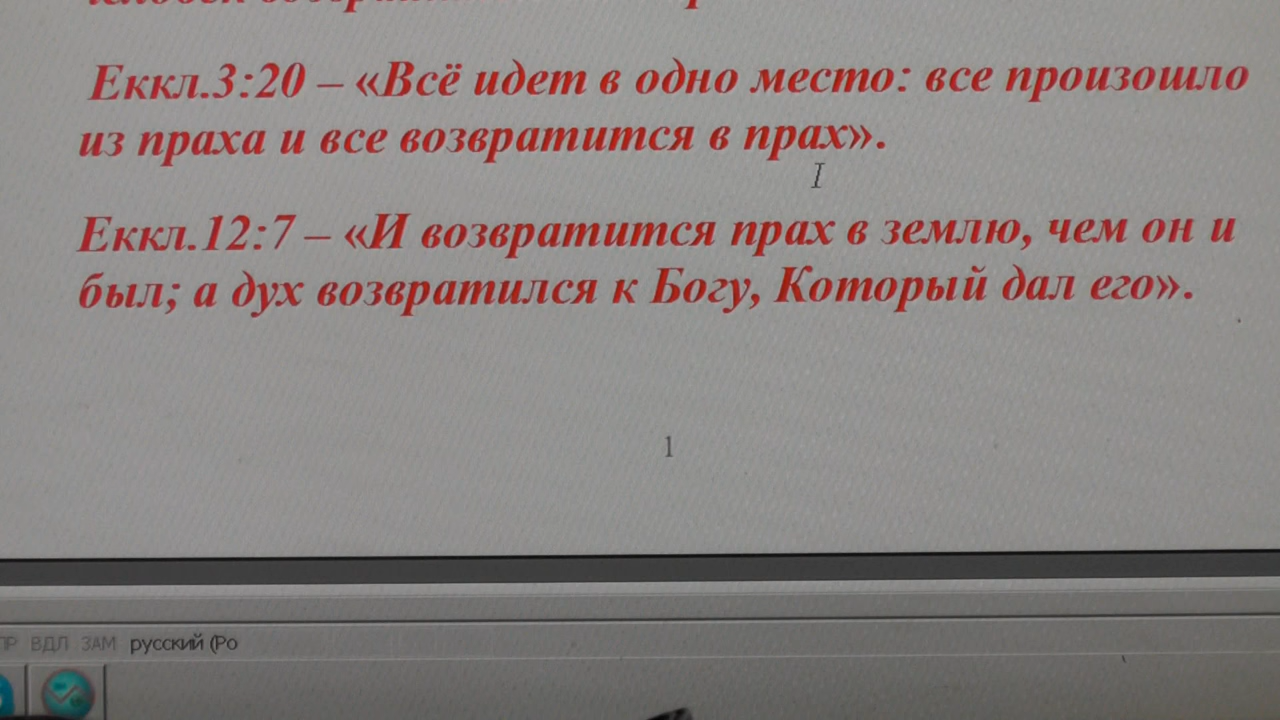 Еккл.3:20 – «Всё идет в одно место: все произошло
из праха и все возвратится в прах».
Еккл.12:7 – «И возвратится прах в землю, чем он и
был; а дух возвратился к Богу, Который дал его».
1
ВДЛ ЗАМ русский (Ро